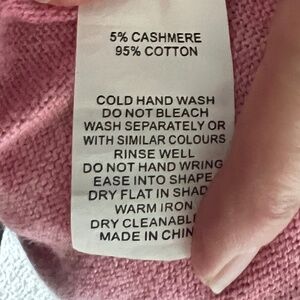 5% CASHMERE
95% COTTON
COLD HAND WASH
DO NOT BLEACH
WASH SEPARATELY OR
WITH SIMILAR COLOURS
RINSE WELL
DO NOT HAND WRING
EASE INTO SHAPE
DRY FLAT IN SHAD
WARM IRON
DRY CLEANABL
MADE IN CHIN